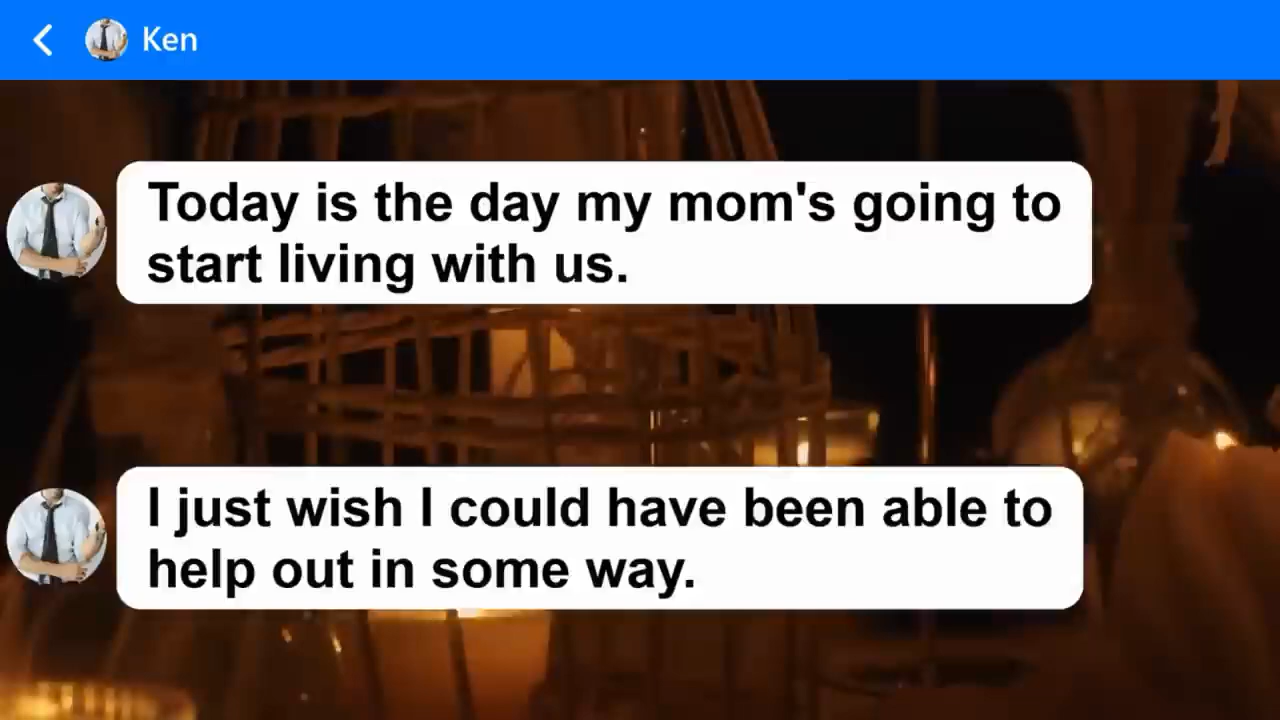 Ken
Today is the day my mom's going to
start living with us.
I just wish I could have been able to
help out in some way.